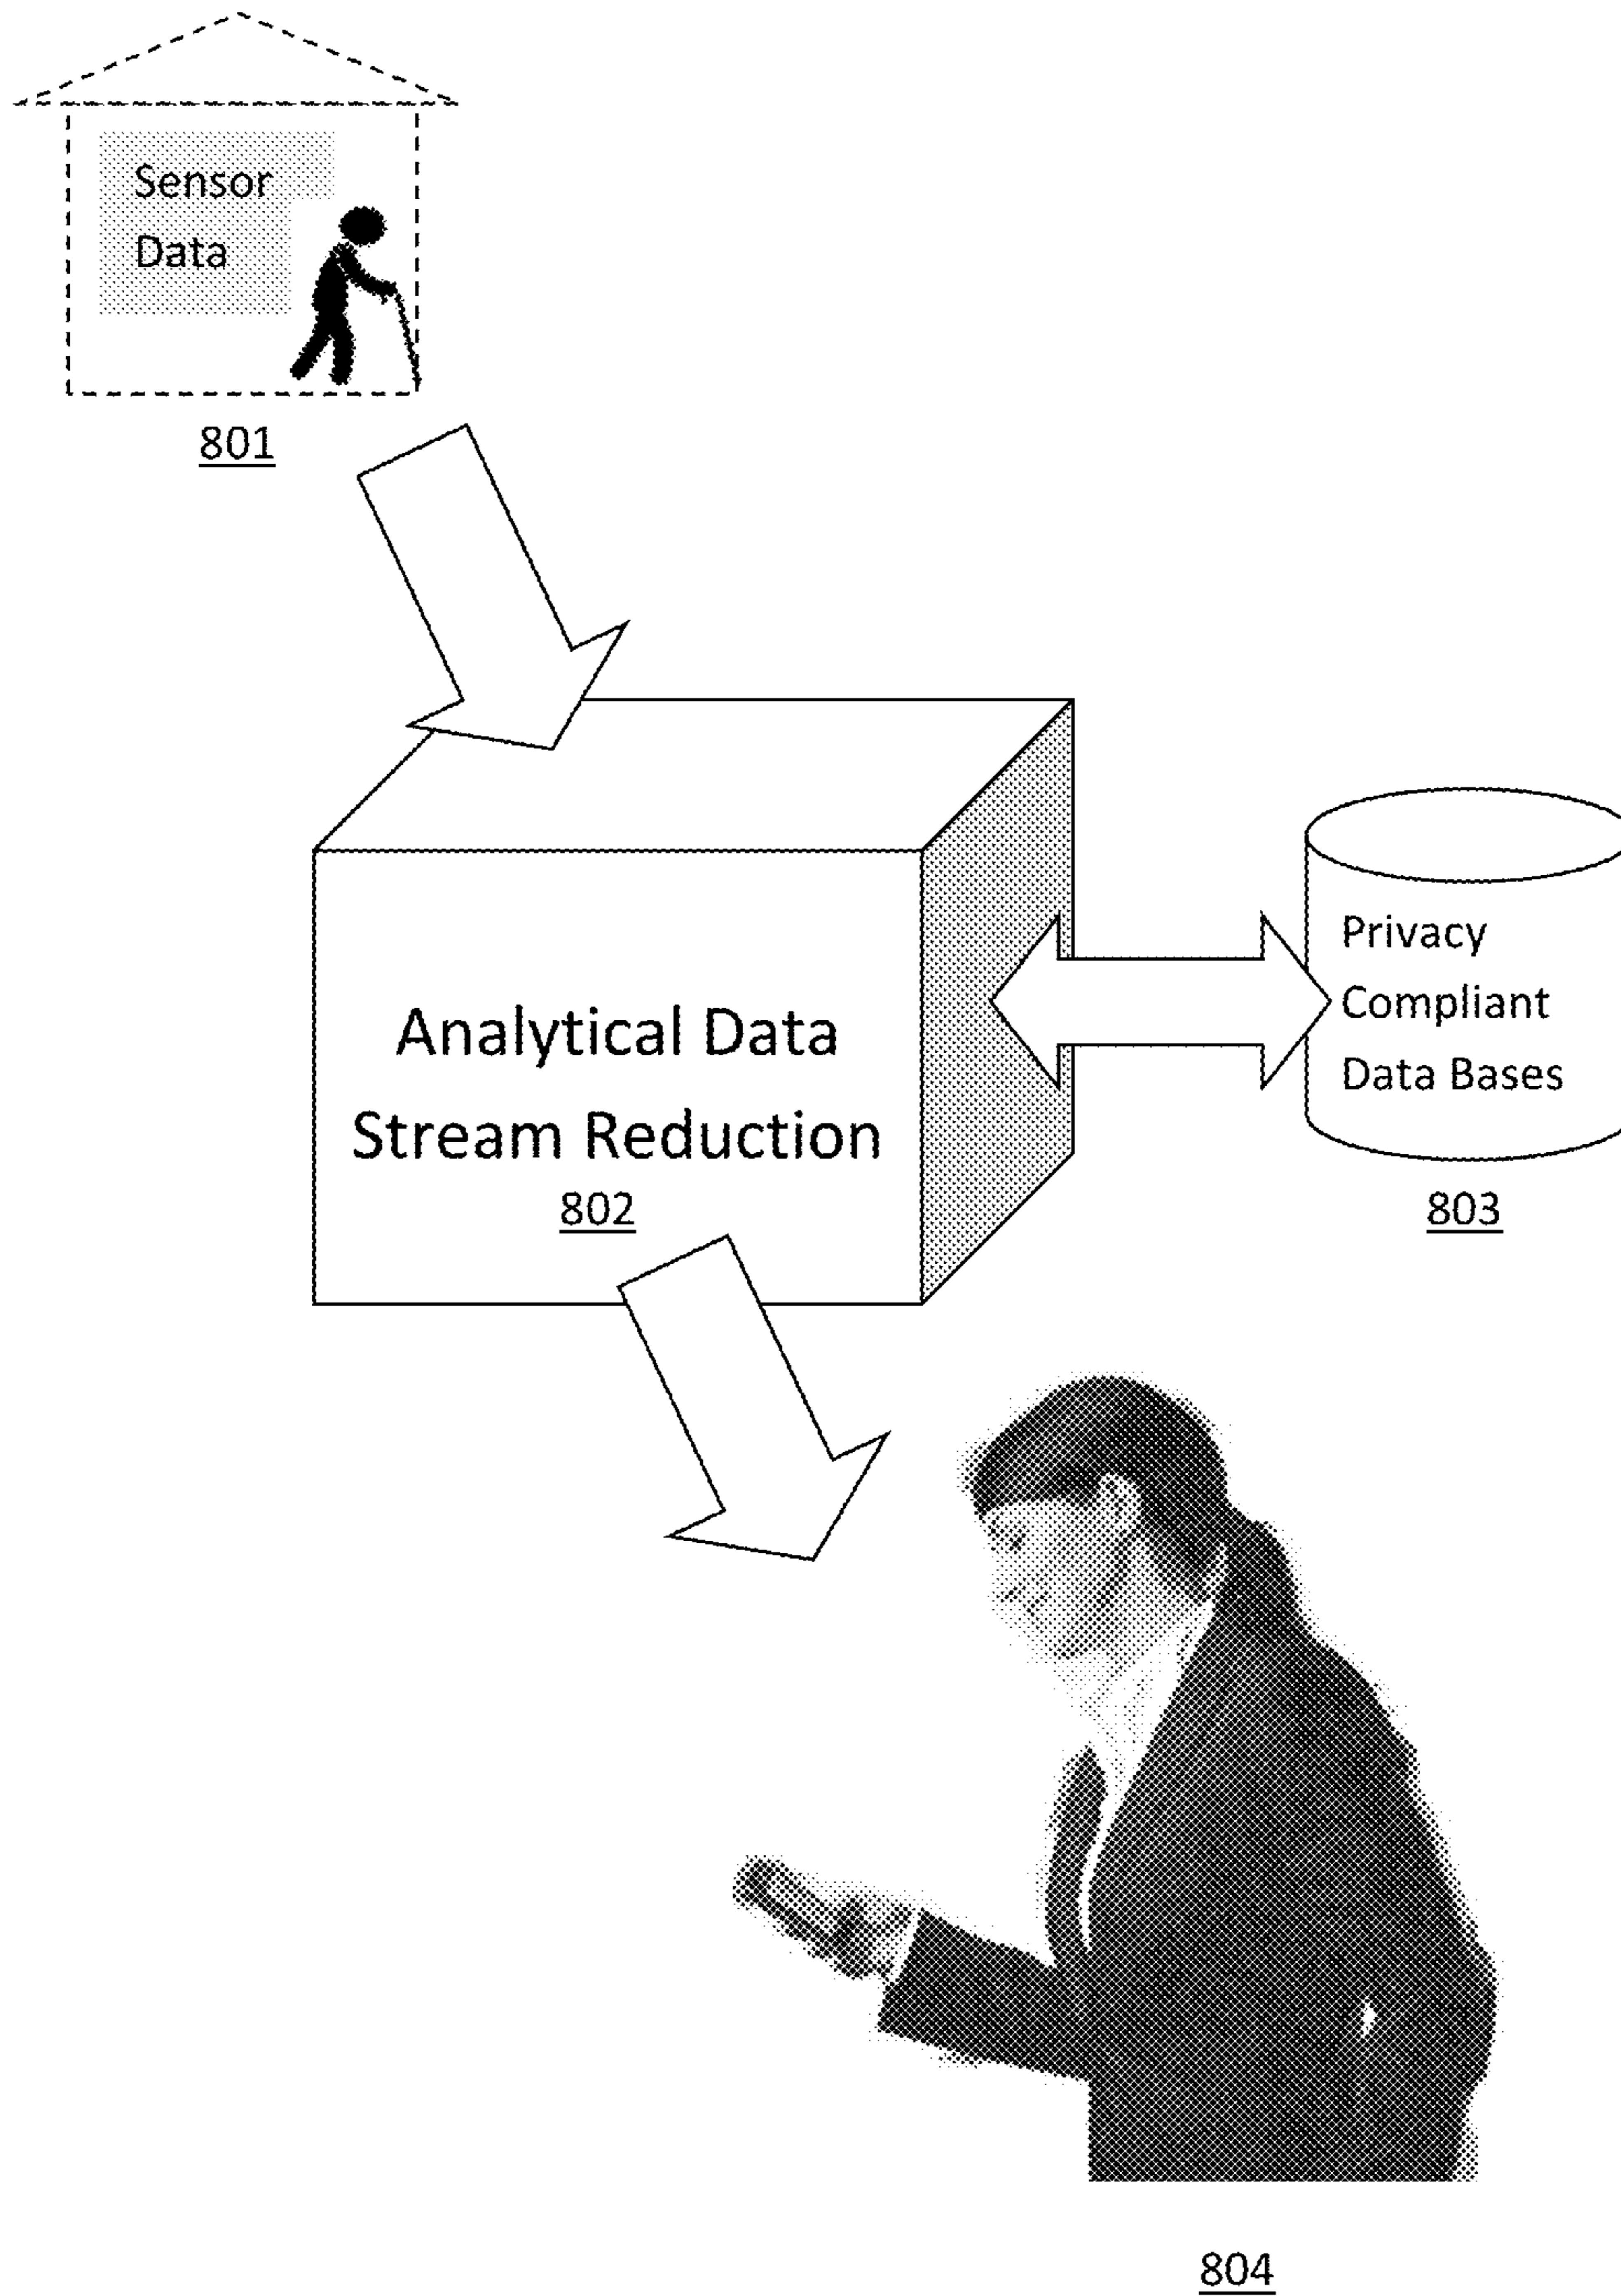 Sensor
Data
801
Analytical Data
Stream Reduction
802
Privacy
Compliant
Data Bases
803
804